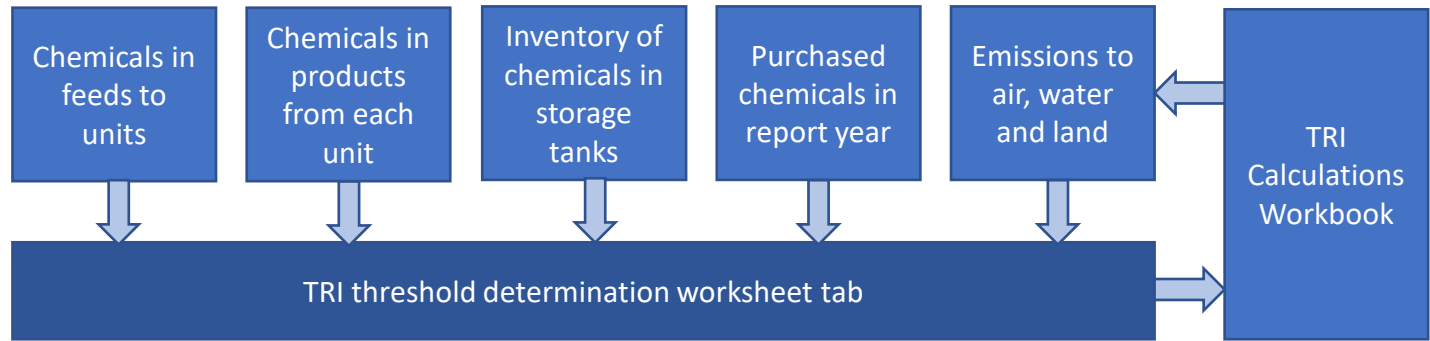 Chemicals in
feeds to
units
Chemicals in
products
from each
unit
Inventory of
chemicals in
storage
tanks
Purchased
chemicals in
report year
Emissions to
air, water
and land
TRI
Calculations
Workbook
TRI threshold determination worksheet tab